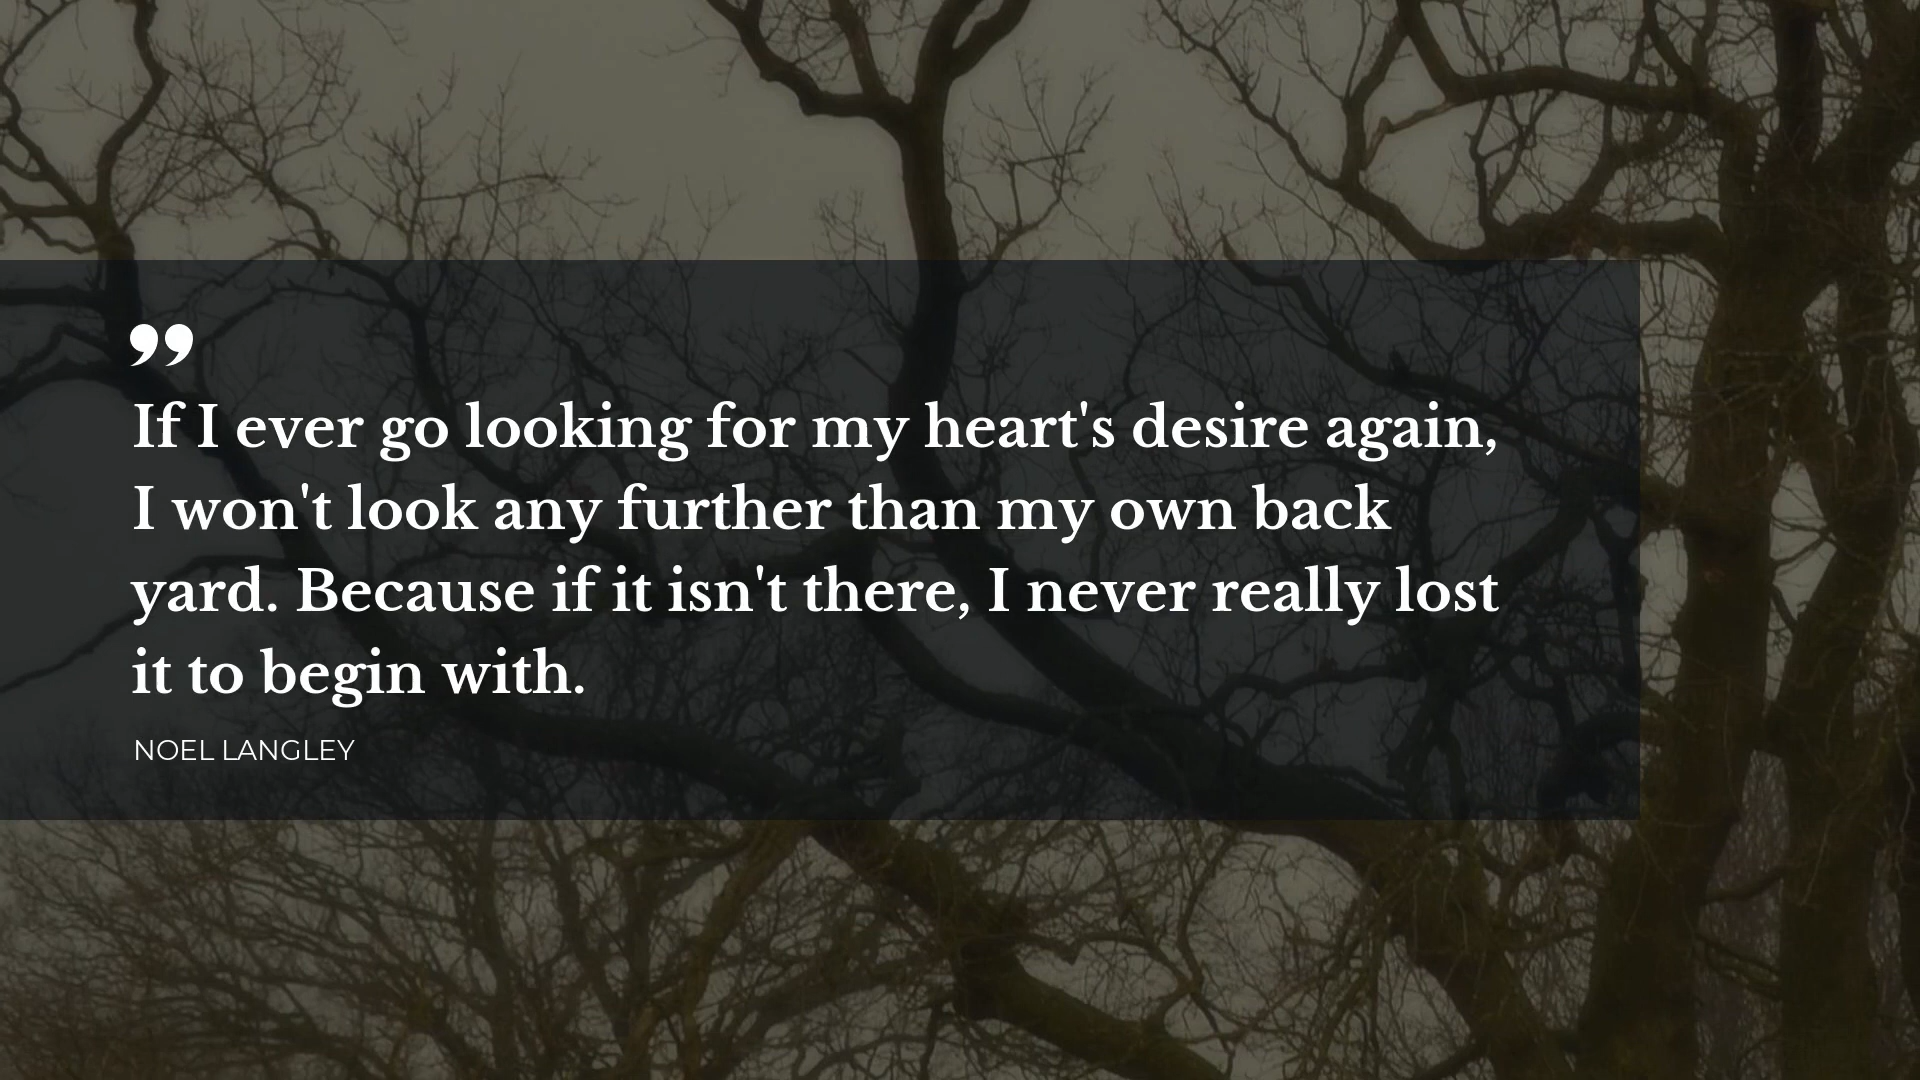 ”
If I ever go looking for my heart's desire again,
I won't look any further than my own back
yard. Because if it isn't there, I never really lost
it to begin with.
NOEL LANGLEY